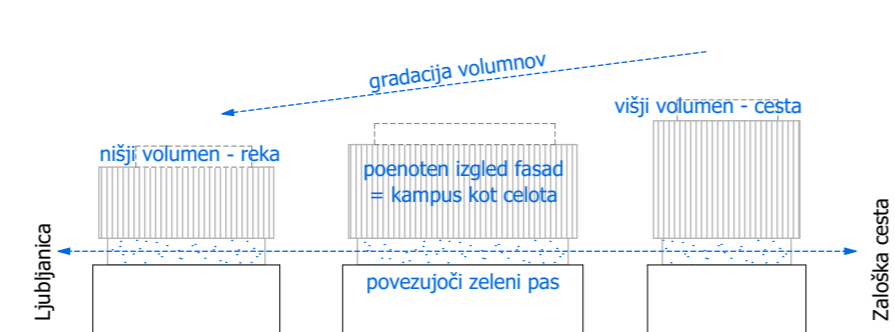 gradacija volumnov
višji volumen - cesta
nišji volumen - reka
poenoten izgled fasad
= kampus kot celota
Ljubljanica
povezujoči zeleni pas
Zaloška cesta